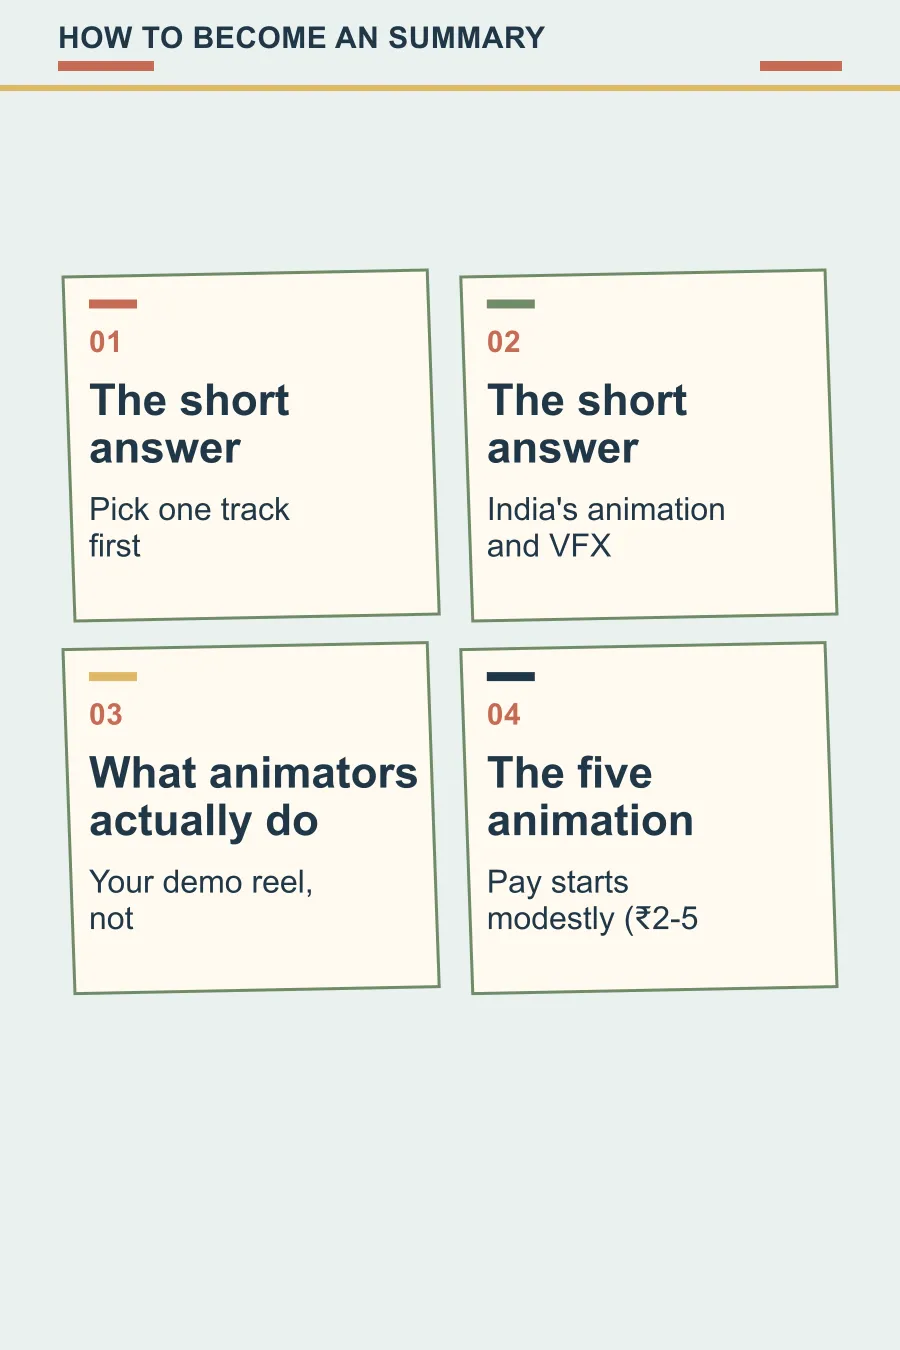 HOW TO BECOME AN SUMMARY
01
The short
answer
Pick one track
first
02
The short
answer
India's animation
and VFX
03
What animators
actually do
Your demo reel,
not
04
The five
animation
Pay starts
modestly (₹2-5